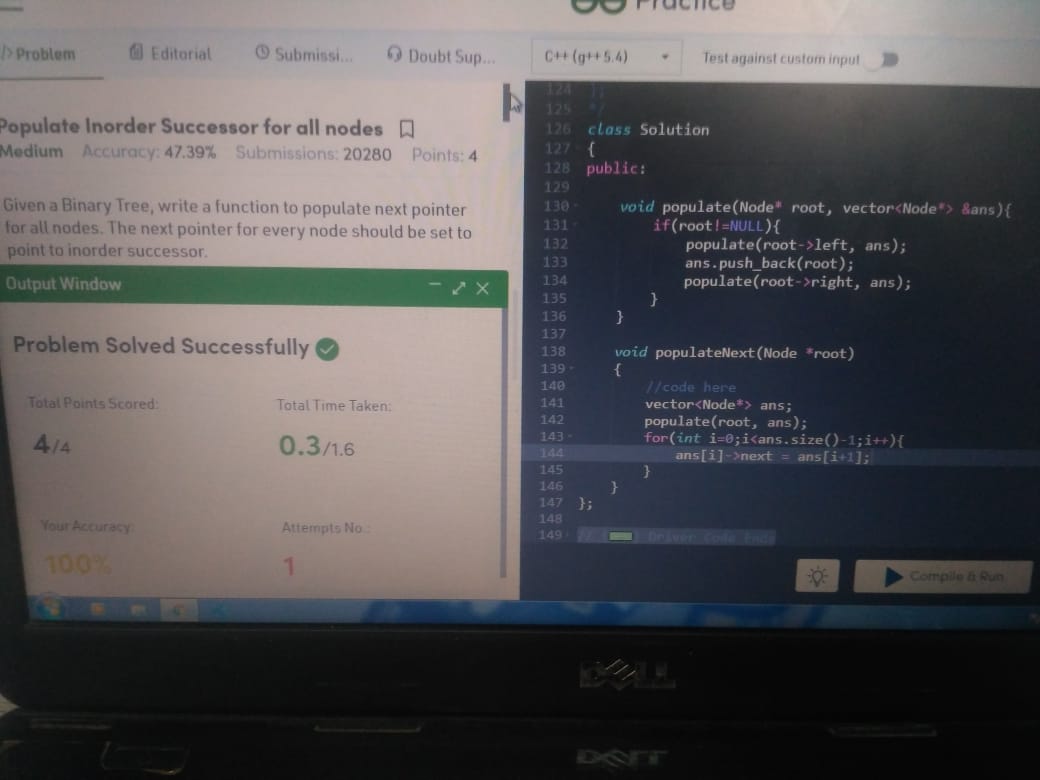 Practice
</> Problem
Editorial
Submissi...
Doubt Sup...
C++ (g++ 5.4)
Test against custom input
Populate Inorder Successor for all nodes
Medium Accuracy: 47.39% Submissions: 20280 Points: 4
Given a Binary Tree, write a function to populate next pointer
for all nodes. The next pointer for every node should be set to
point to inorder successor.
Output Window
Problem Solved Successfully
Total Points Scored:
Total Time Taken:
4/4
0.3/1.6
Your Accuracy:
Attempts No.:
100%
1
124 };
125 */
126 class Solution
127 {
128 public:
129
130 void populate(Node* root, vector<Node*> &ans){
131 if(root!=NULL){
132 populate(root->left, ans);
133 ans.push_back(root);
134 populate(root->right, ans);
135 }
136 }
137
138 void populateNext(Node *root)
139 {
140 //code here
141 vector<Node*> ans;
142 populate(root, ans);
143 for(int i=0;i<ans.size()-1;i++){
144 ans[i]->next = ans[i+1];
145 }
146 }
147 };
148
149 // Driver Code Ends
Compile & Run
DELL